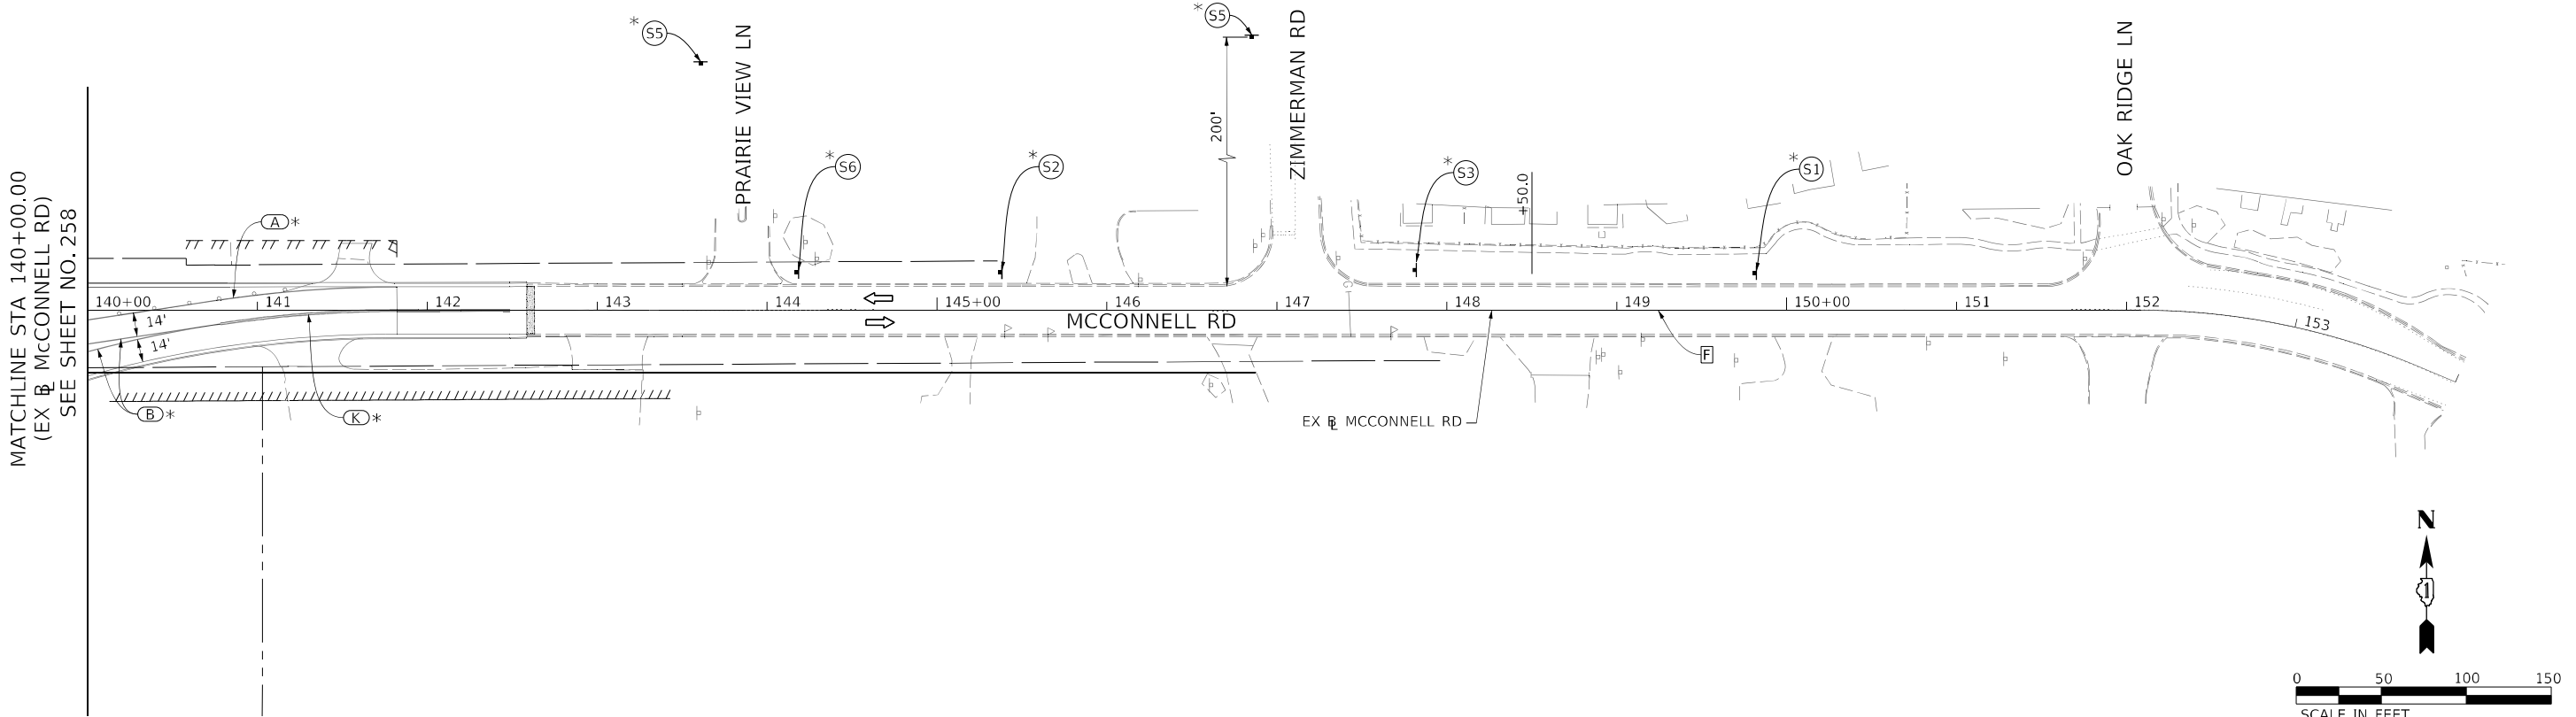 * S5
* S5
PRAIRIE VIEW LN
ZIMMERMAN RD
OAK RIDGE LN
200'
* S6
* S2
* S3
+50.0
* S1
MATCHLINE STA 140+00.00
(EX BL McCONNELL RD)
SEE SHEET NO. 258
A *
140+00
141
142
143
144
145+00
146
147
148
149
150+00
151
152
153
14'
14'
MCCONNELL RD
F
B *
K *
EX BL MCCONNELL RD
N
1
0 50 100 150
SCALE IN FEET